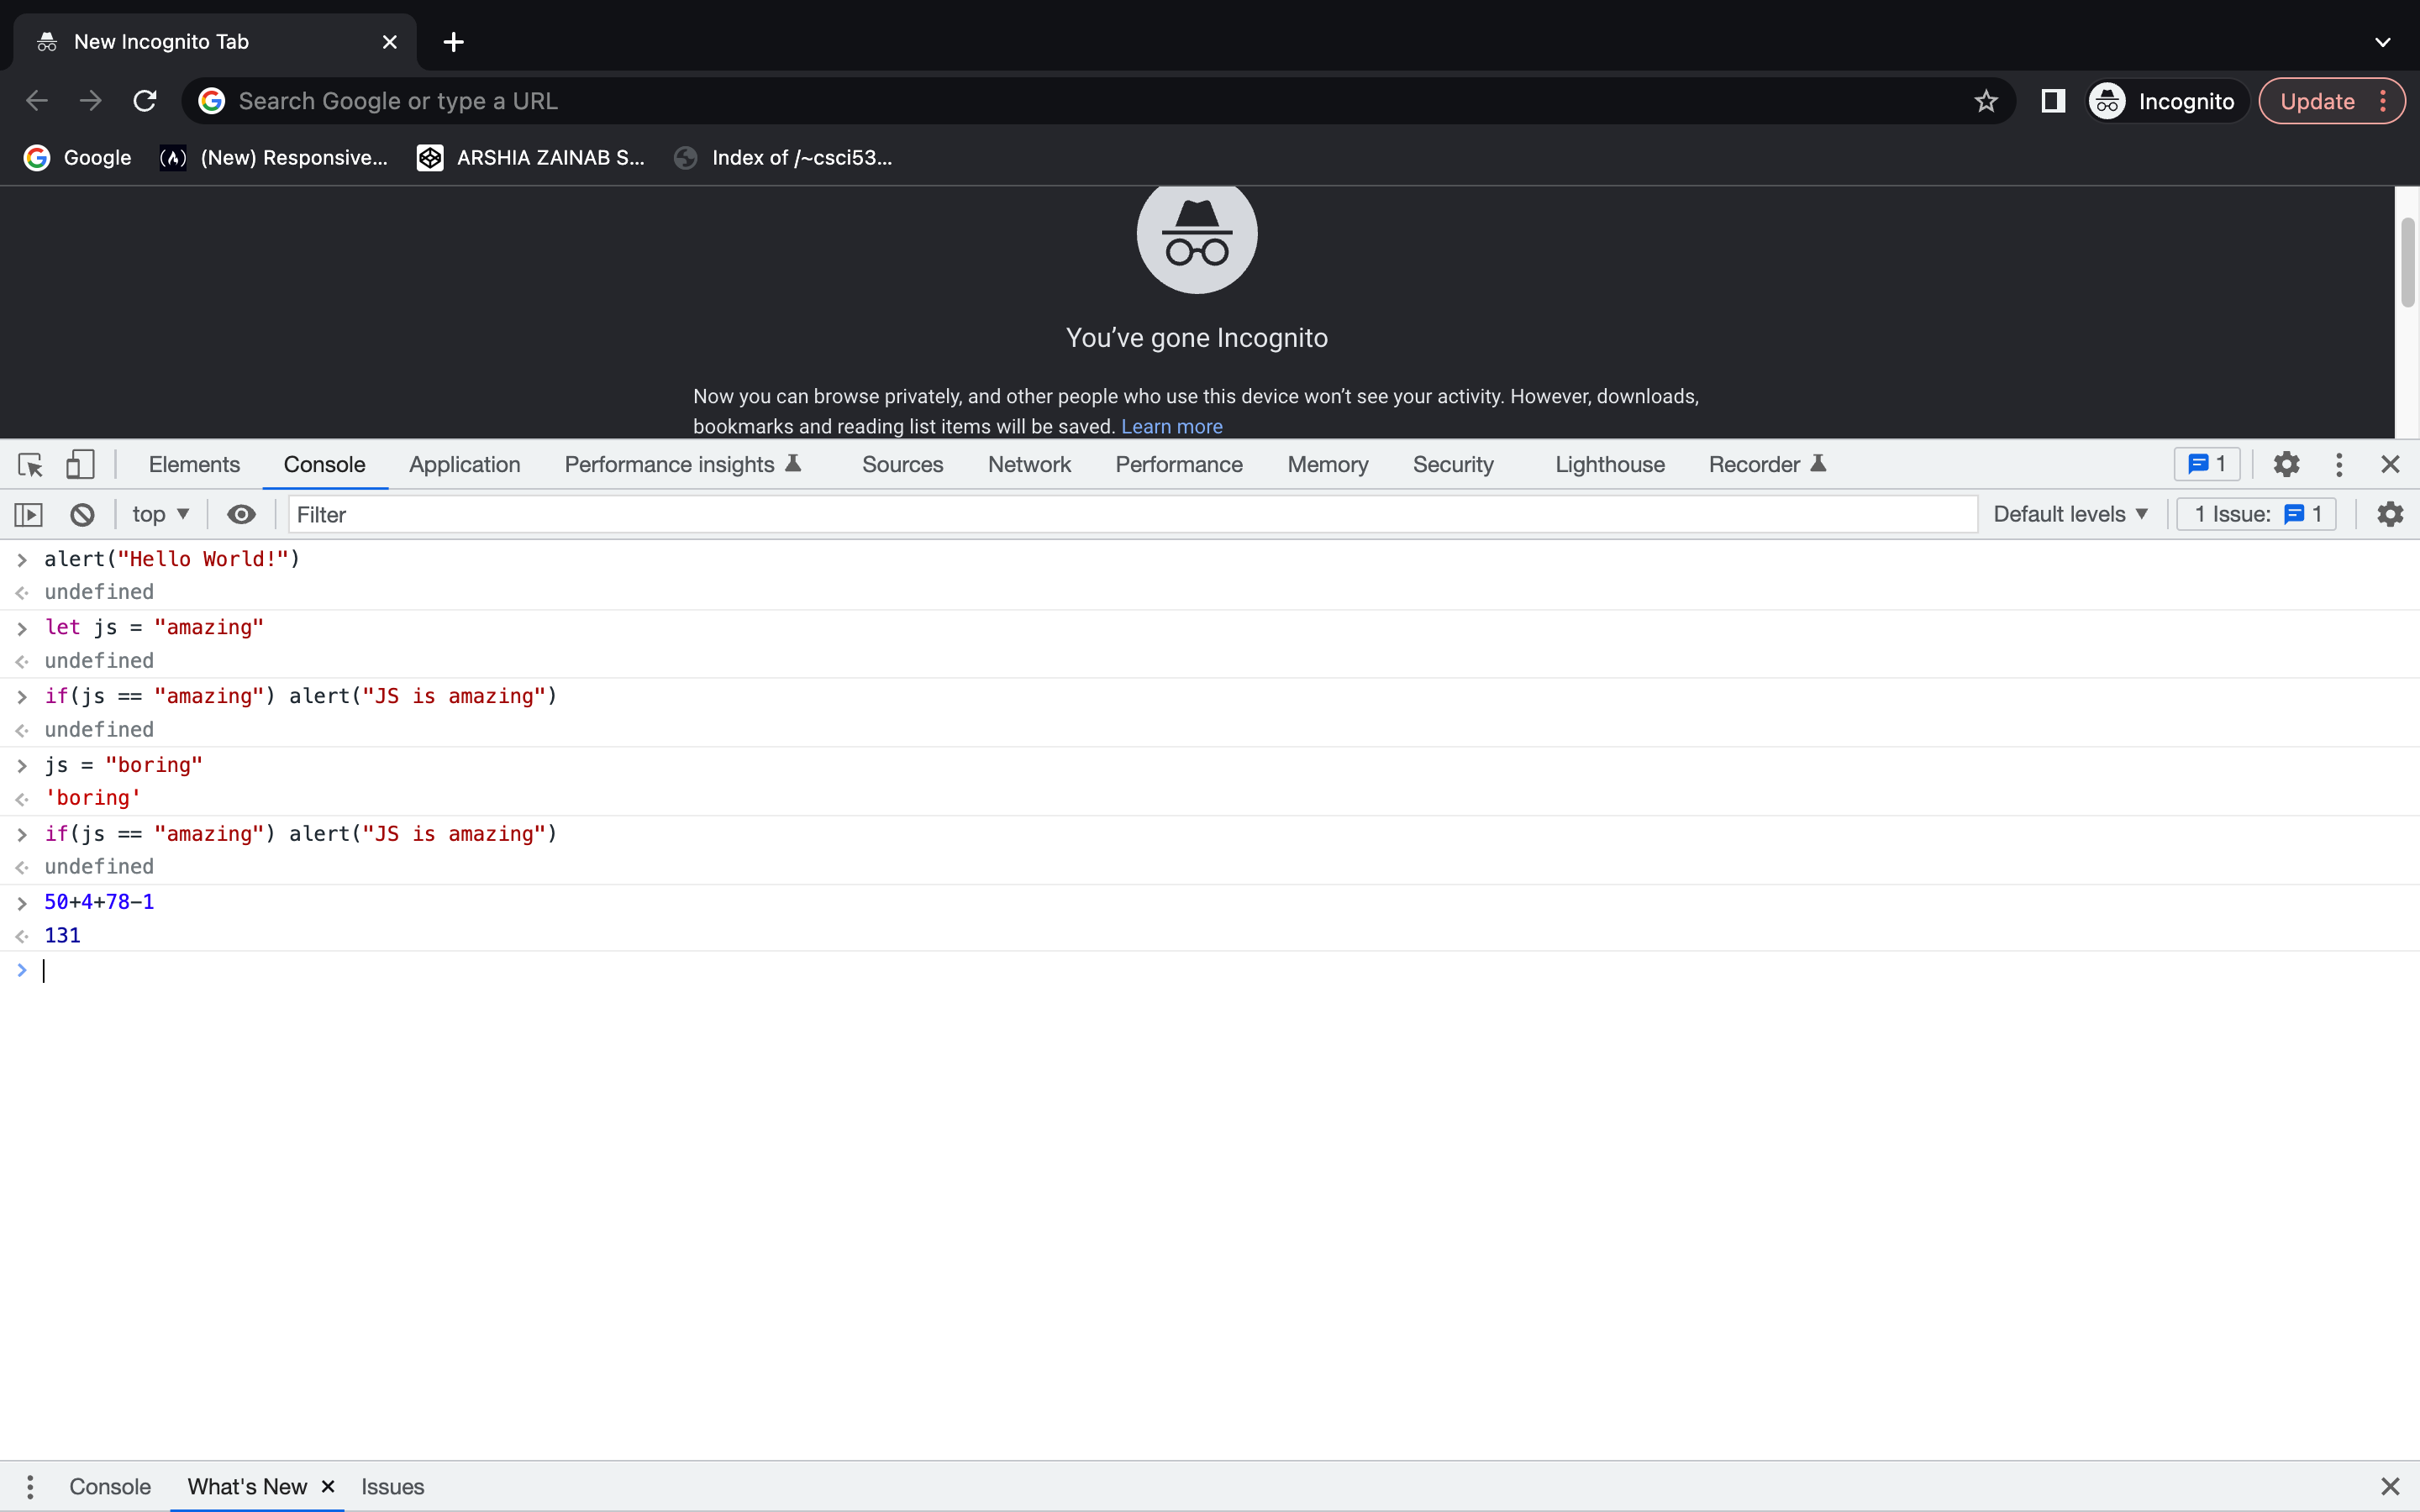 New Incognito Tab
Search Google or type a URL
Incognito
Update
Google
(New) Responsive...
ARSHIA ZAINAB S...
Index of /~csci53...
You’ve gone Incognito
Now you can browse privately, and other people who use this device won’t see your activity. However, downloads,
bookmarks and reading list items will be saved. Learn more
Elements Console Application Performance insights Sources Network Performance Memory Security Lighthouse Recorder 1
top Filter Default levels 1 Issue: 1
> alert("Hello World!")
undefined
> let js = "amazing"
undefined
> if(js == "amazing") alert("JS is amazing")
undefined
> js = "boring"
'boring'
> if(js == "amazing") alert("JS is amazing")
undefined
> 50+4+78-1
131
>
Console What's New Issues